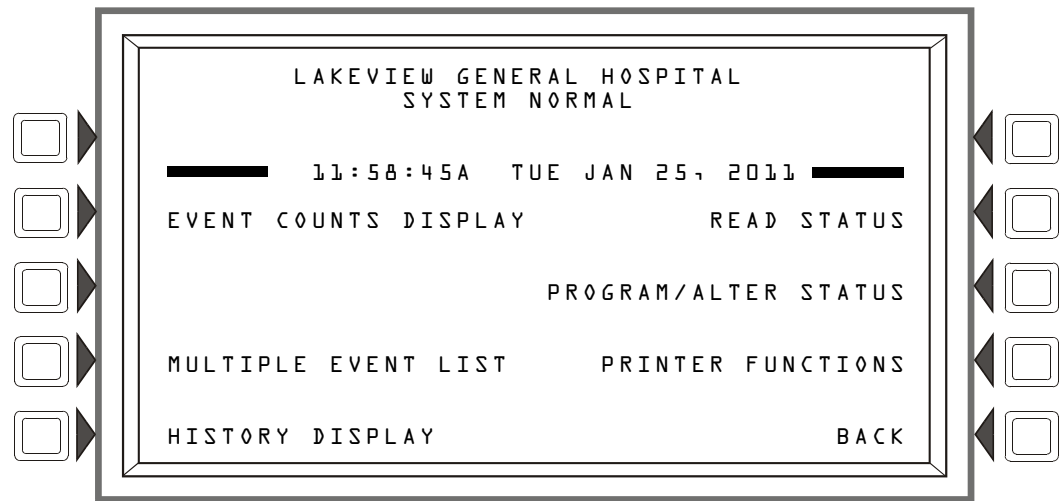 LAKEVIEW GENERAL HOSPITAL
SYSTEM NORMAL
11:58:45A TUE JAN 25, 2011
EVENT COUNTS DISPLAY READ STATUS
PROGRAM/ALTER STATUS
MULTIPLE EVENT LIST PRINTER FUNCTIONS
HISTORY DISPLAY BACK